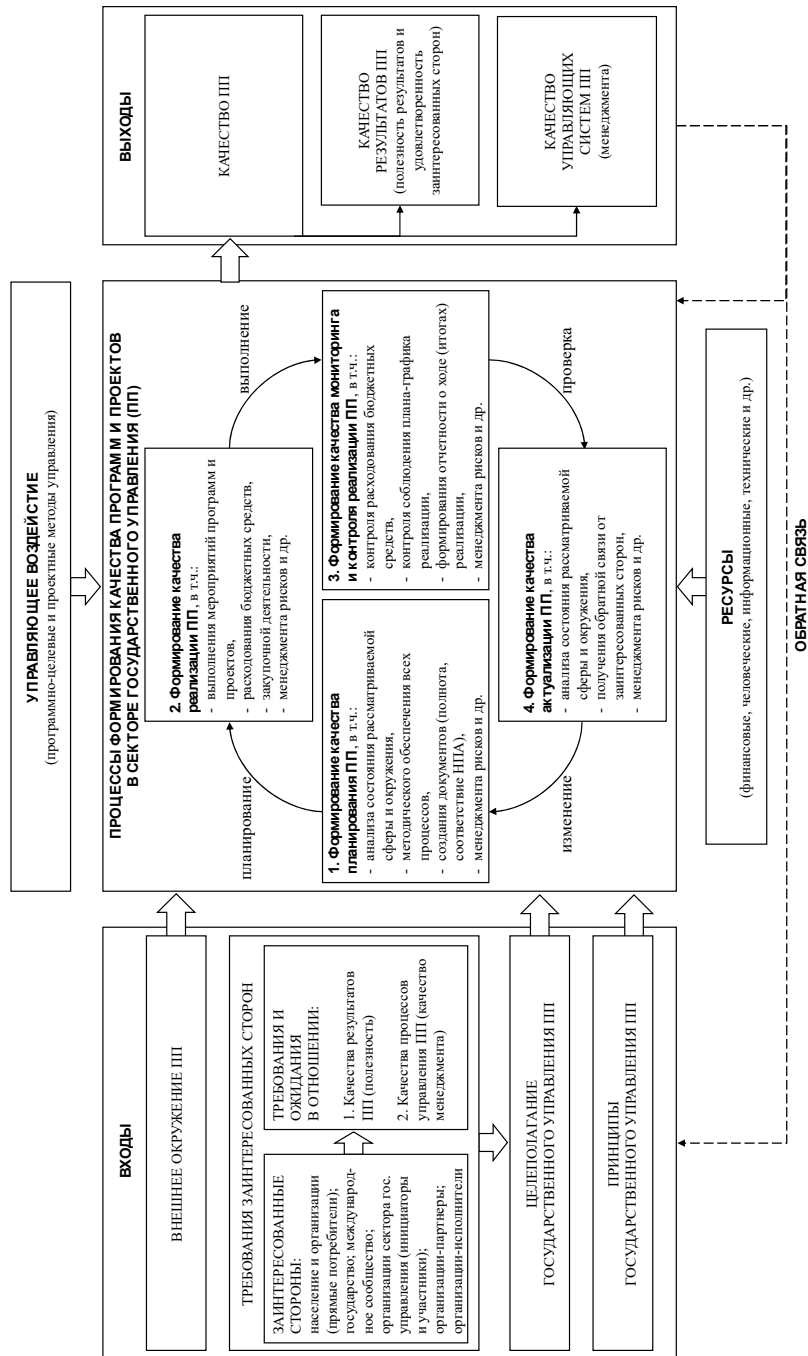 УПРАВЛЯЮЩЕЕ ВОЗДЕЙСТВИЕ
(программно-целевые и проектные методы управления)
ВХОДЫ
ВНЕШНЕЕ ОКРУЖЕНИЕ ПП
ТРЕБОВАНИЯ ЗАИНТЕРЕСОВАННЫХ СТОРОН
ЗАИНТЕРЕСОВАННЫЕ
СТОРОНЫ:
население и организации
(прямые потребители);
государство; международ-
ное сообщество;
организации сектора гос.
управления (инициаторы
и участники);
организации-партнеры;
организации-исполнители
ТРЕБОВАНИЯ И
ОЖИДАНИЯ
В ОТНОШЕНИИ:
1. Качества результатов
ПП (полезность)
2. Качества процессов
управления ПП (качество
менеджмента)
ЦЕЛЕПОЛАГАНИЕ
ГОСУДАРСТВЕННОГО УПРАВЛЕНИЯ ПП
ПРИНЦИПЫ
ГОСУДАРСТВЕННОГО УПРАВЛЕНИЯ ПП
ПРОЦЕССЫ ФОРМИРОВАНИЯ КАЧЕСТВА ПРОГРАММ И ПРОЕКТОВ
В СЕКТОРЕ ГОСУДАРСТВЕННОГО УПРАВЛЕНИЯ (ПП)
планирование
выполнение
2. Формирование качества
реализации ПП, в т.ч.:
- выполнения мероприятий программ и
проектов,
- расходования бюджетных средств,
- закупочной деятельности,
- менеджмента рисков и др.
1. Формирование качества
планирования ПП, в т.ч.:
- анализа состояния рассматриваемой
сферы и окружения,
- методического обеспечения всех
процессов,
- создания документов (полнота,
соответствие НПА),
- менеджмента рисков и др.
3. Формирование качества мониторинга
и контроля реализации ПП, в т.ч.:
- контроля расходования бюджетных
средств,
- контроля соблюдения плана-графика
реализации,
- формирования отчетности о ходе (итогах)
реализации,
- менеджмента рисков и др.
4. Формирование качества
актуализации ПП, в т.ч.:
- анализа состояния рассматриваемой
сферы и окружения,
- получения обратной связи от
заинтересованных сторон,
- менеджмента рисков и др.
изменение
проверка
ВЫХОДЫ
КАЧЕСТВО ПП
КАЧЕСТВО
РЕЗУЛЬТАТОВ ПП
(полезность результатов и
удовлетворенность
заинтересованных сторон)
КАЧЕСТВО
УПРАВЛЯЮЩИХ
СИСТЕМ ПП
(менеджмента)
РЕСУРСЫ
(финансовые, человеческие, информационные, технические и др.)
ОБРАТНАЯ СВЯЗЬ